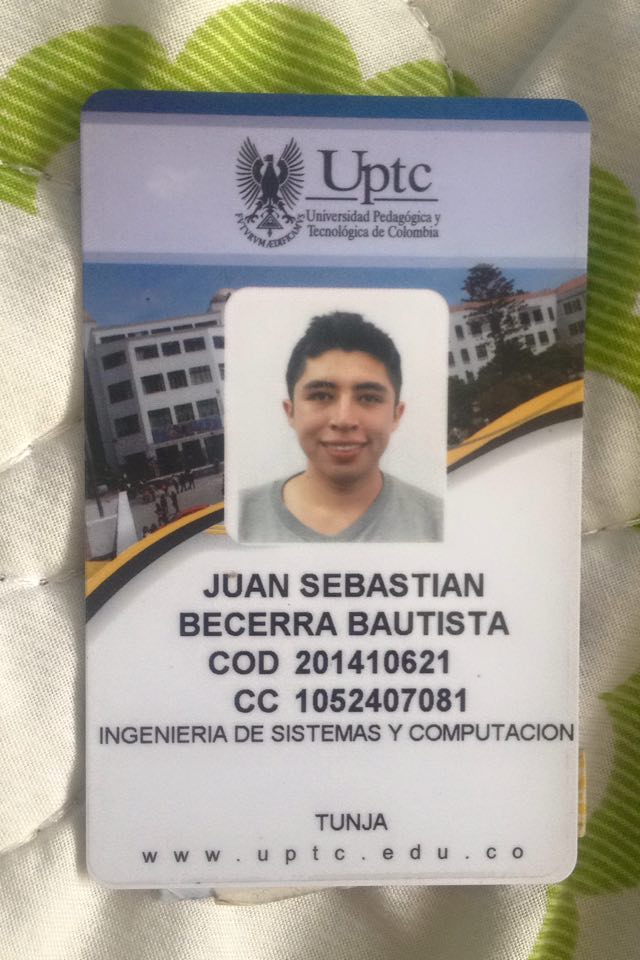 Uptc
Universidad Pedagógica y
Tecnológica de Colombia
FVTVRVM ÆDIFICAMVS
JUAN SEBASTIAN
BECERRA BAUTISTA
COD 201410621
CC 1052407081
INGENIERIA DE SISTEMAS Y COMPUTACION
TUNJA
www.uptc.edu.co